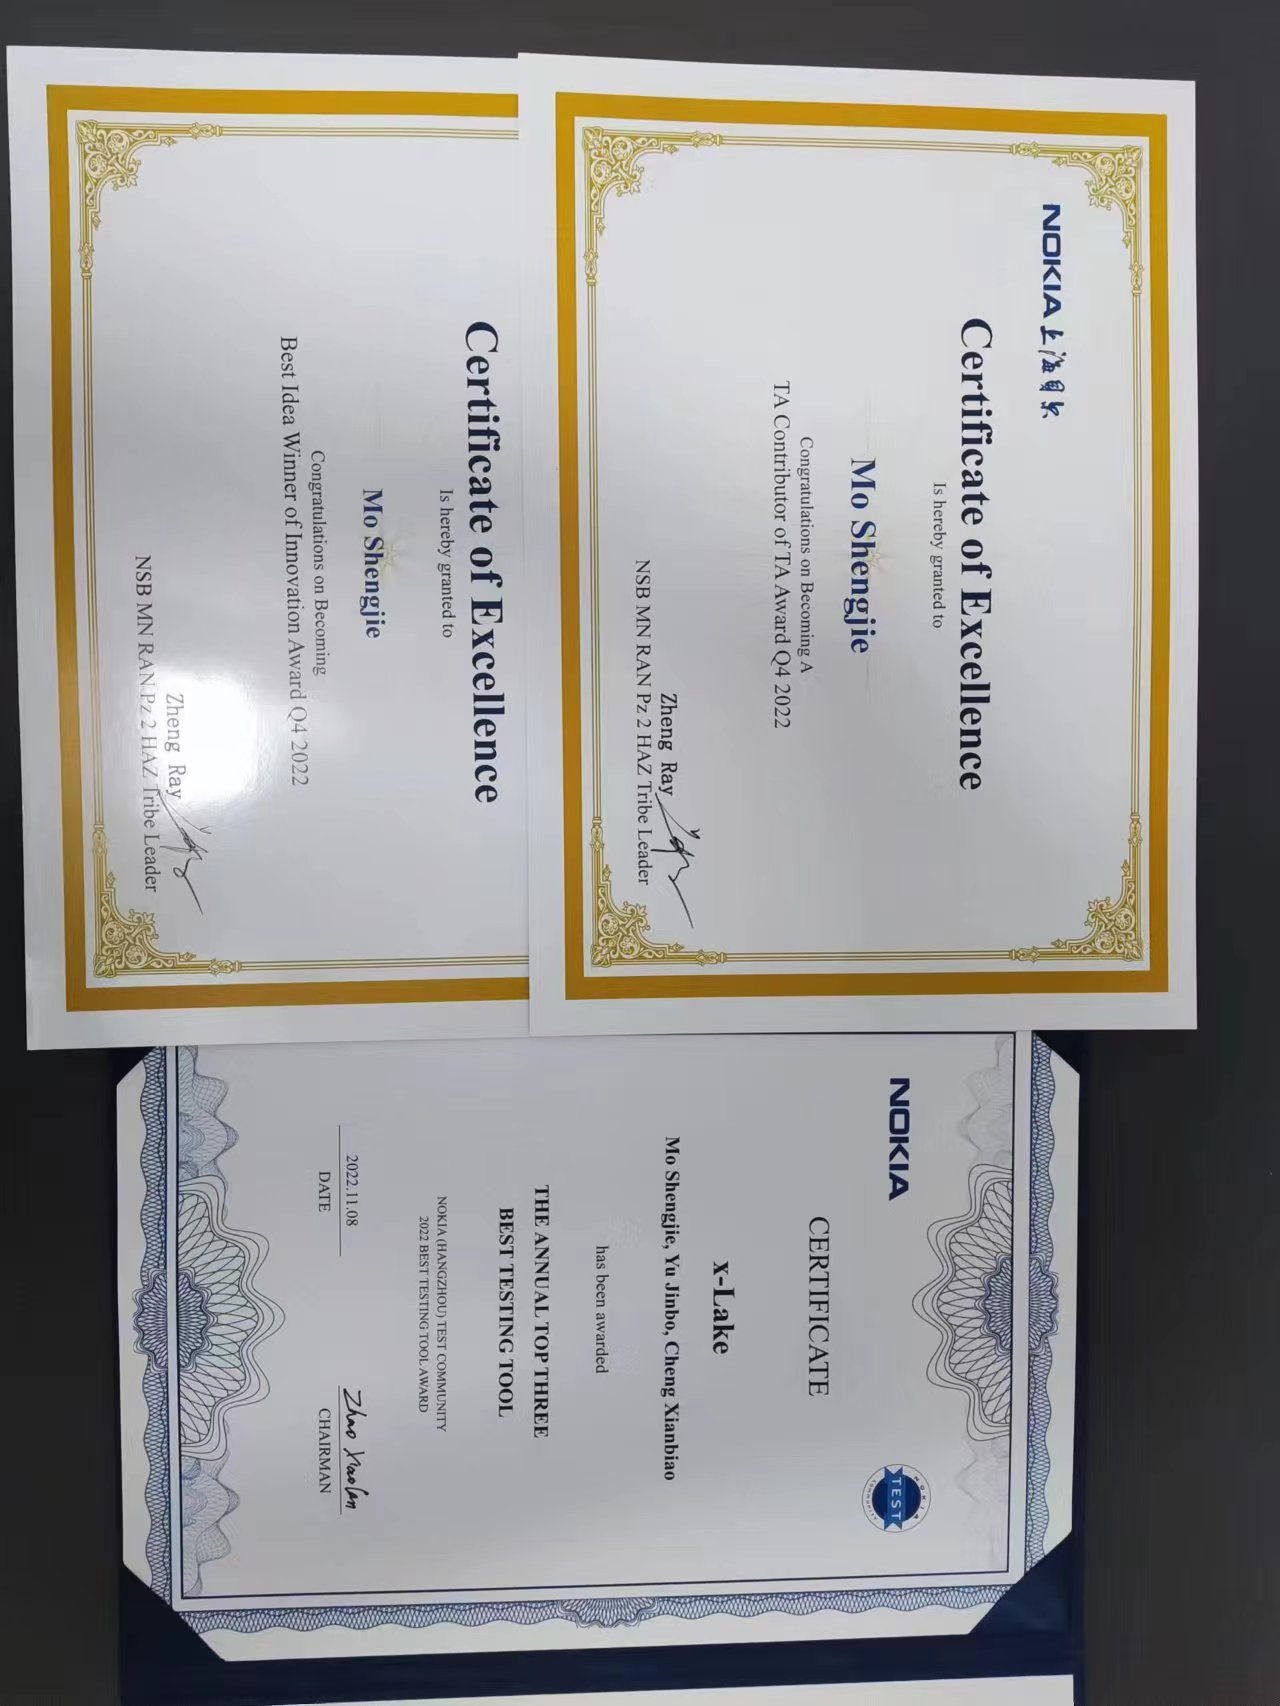 NOKIA上海贝尔
Certificate of Excellence
Is hereby granted to
Mo Shengjie
Congratulations on Becoming A
TA Contributor of TA Award Q4 2022
Zheng Ray
NSB MN RAN Pz 2 HAZ Tribe Leader
Certificate of Excellence
Is hereby granted to
Mo Shengjie
Congratulations on Becoming
Best Idea Winner of Innovation Award Q4 2022
Zheng Ray
NSB MN RAN Pz 2 HAZ Tribe Leader
NOKIA
NOKIA
TEST
community
CERTIFICATE
x-Lake
Mo Shengjie, Yu Jinbo, Cheng Xianbiao
has been awarded
THE ANNUAL TOP THREE
BEST TESTING TOOL
NOKIA (HANGZHOU) TEST COMMUNITY
2022 BEST TESTING TOOL AWARD
2022.11.08 Zhao Xiaolan
DATE CHAIRMAN